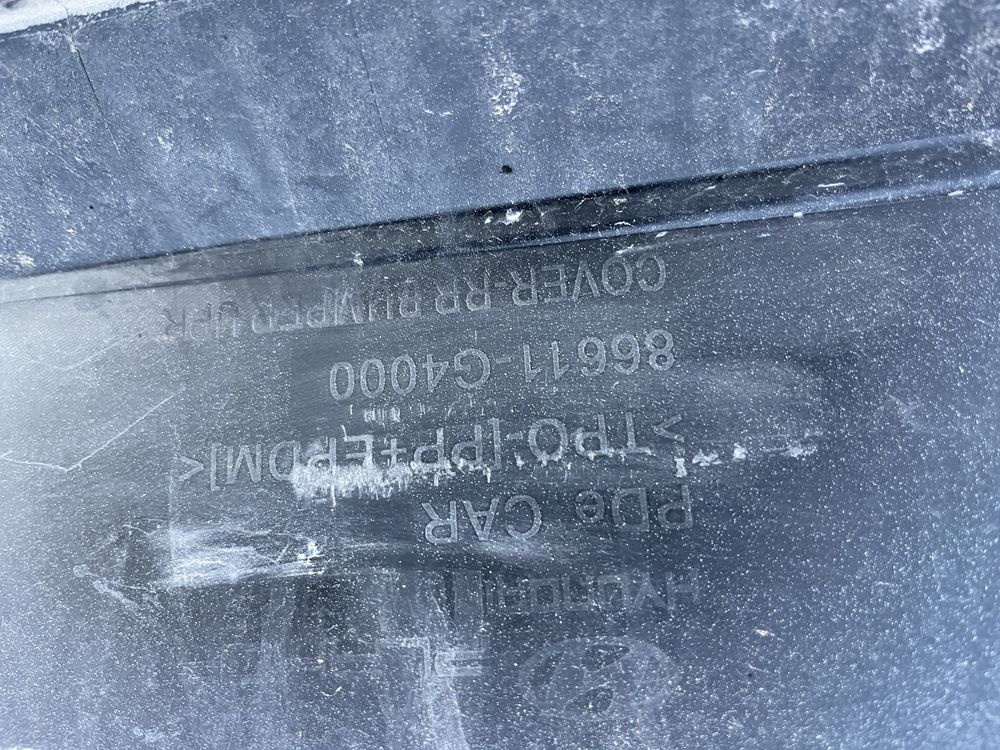 HYUNDAI
PDe CAR
>TPO-[PP+EPDM]<
86611-G4000
COVER-RR BUMPER UPR